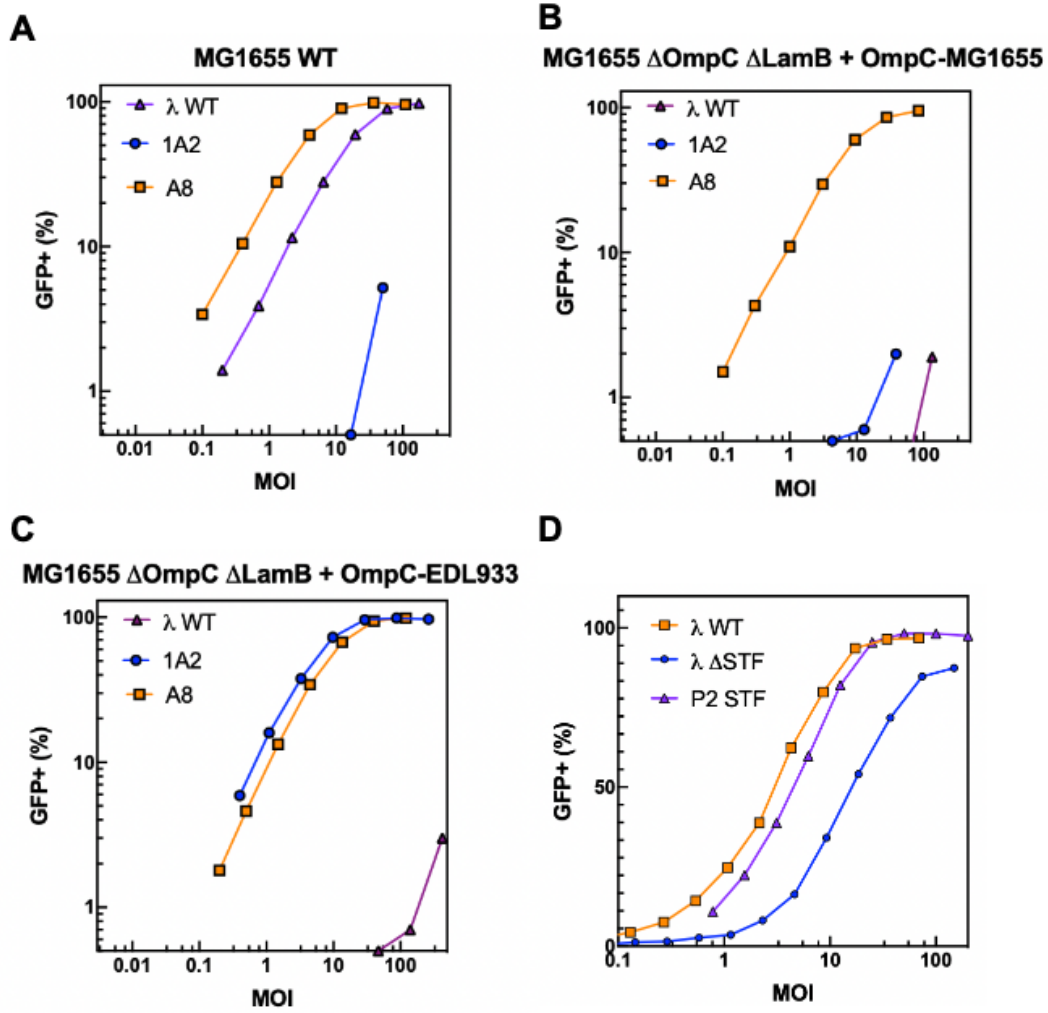 A
MG1655 WT
λ WT
1A2
A8
100
10
1
GFP+ (%)
0.01 0.1 1 10 100
MOI
B
MG1655 ΔOmpC ΔLamB + OmpC-MG1655
λ WT
1A2
A8
100
10
1
GFP+ (%)
0.01 0.1 1 10 100
MOI
C
MG1655 ΔOmpC ΔLamB + OmpC-EDL933
λ WT
1A2
A8
100
10
1
GFP+ (%)
0.01 0.1 1 10 100
MOI
D
λ WT
λ ΔSTF
P2 STF
100
50
0
GFP+ (%)
0.1 1 10 100
MOI